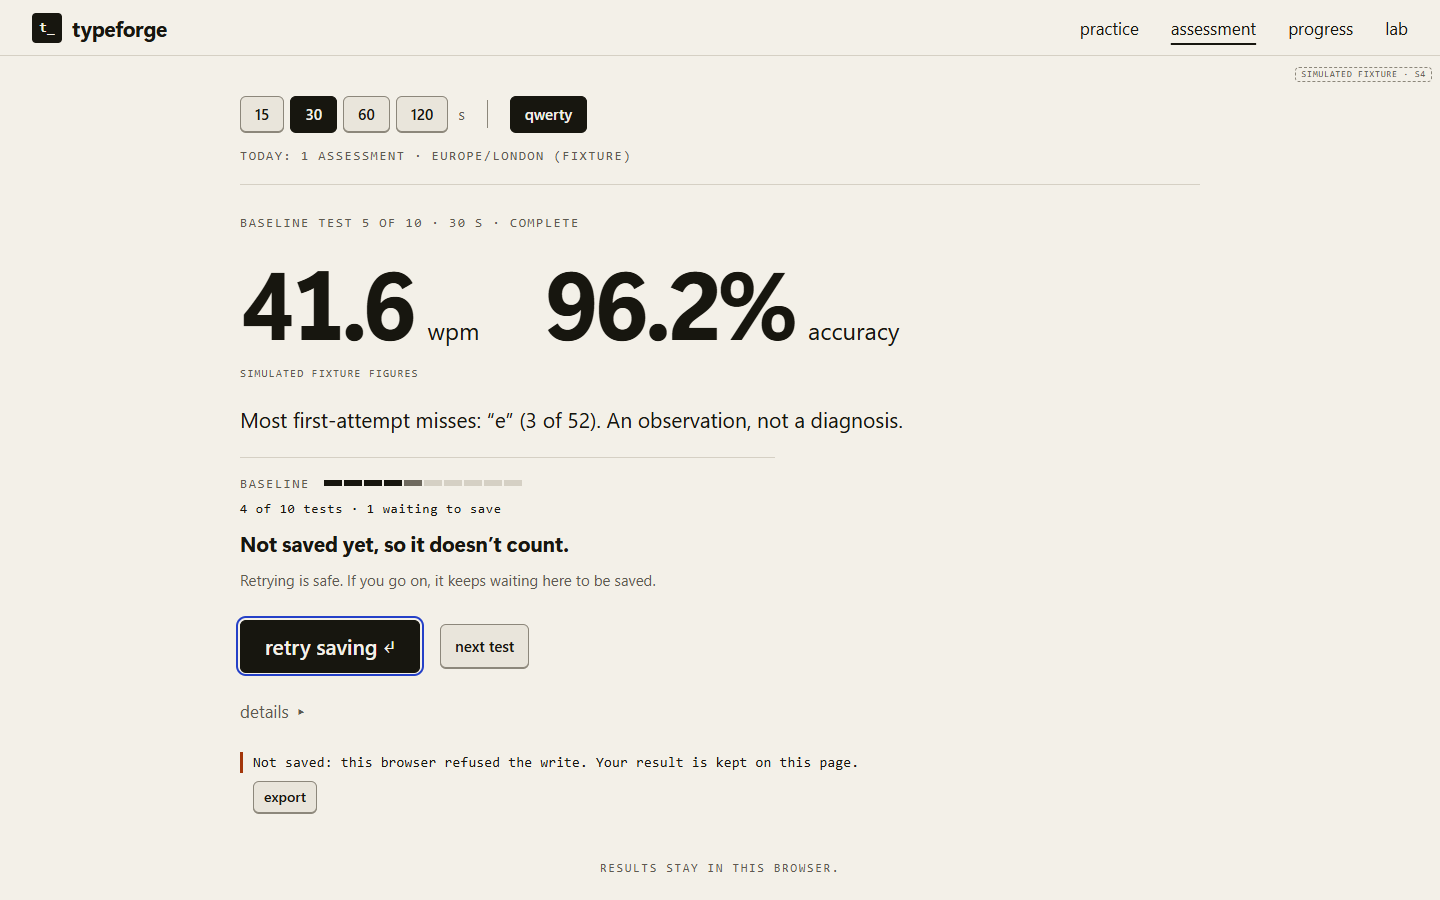 t_ typeforge
practice assessment progress lab
SIMULATED FIXTURE · S4
15 30 60 120 s qwerty
TODAY: 1 ASSESSMENT · EUROPE/LONDON (FIXTURE)
BASELINE TEST 5 OF 10 · 30 S · COMPLETE
41.6 wpm 96.2% accuracy
SIMULATED FIXTURE FIGURES
Most first-attempt misses: “e” (3 of 52). An observation, not a diagnosis.
BASELINE
4 of 10 tests · 1 waiting to save
Not saved yet, so it doesn’t count.
Retrying is safe. If you go on, it keeps waiting here to be saved.
retry saving ↵ next test
details ▸
Not saved: this browser refused the write. Your result is kept on this page.
export
RESULTS STAY IN THIS BROWSER.